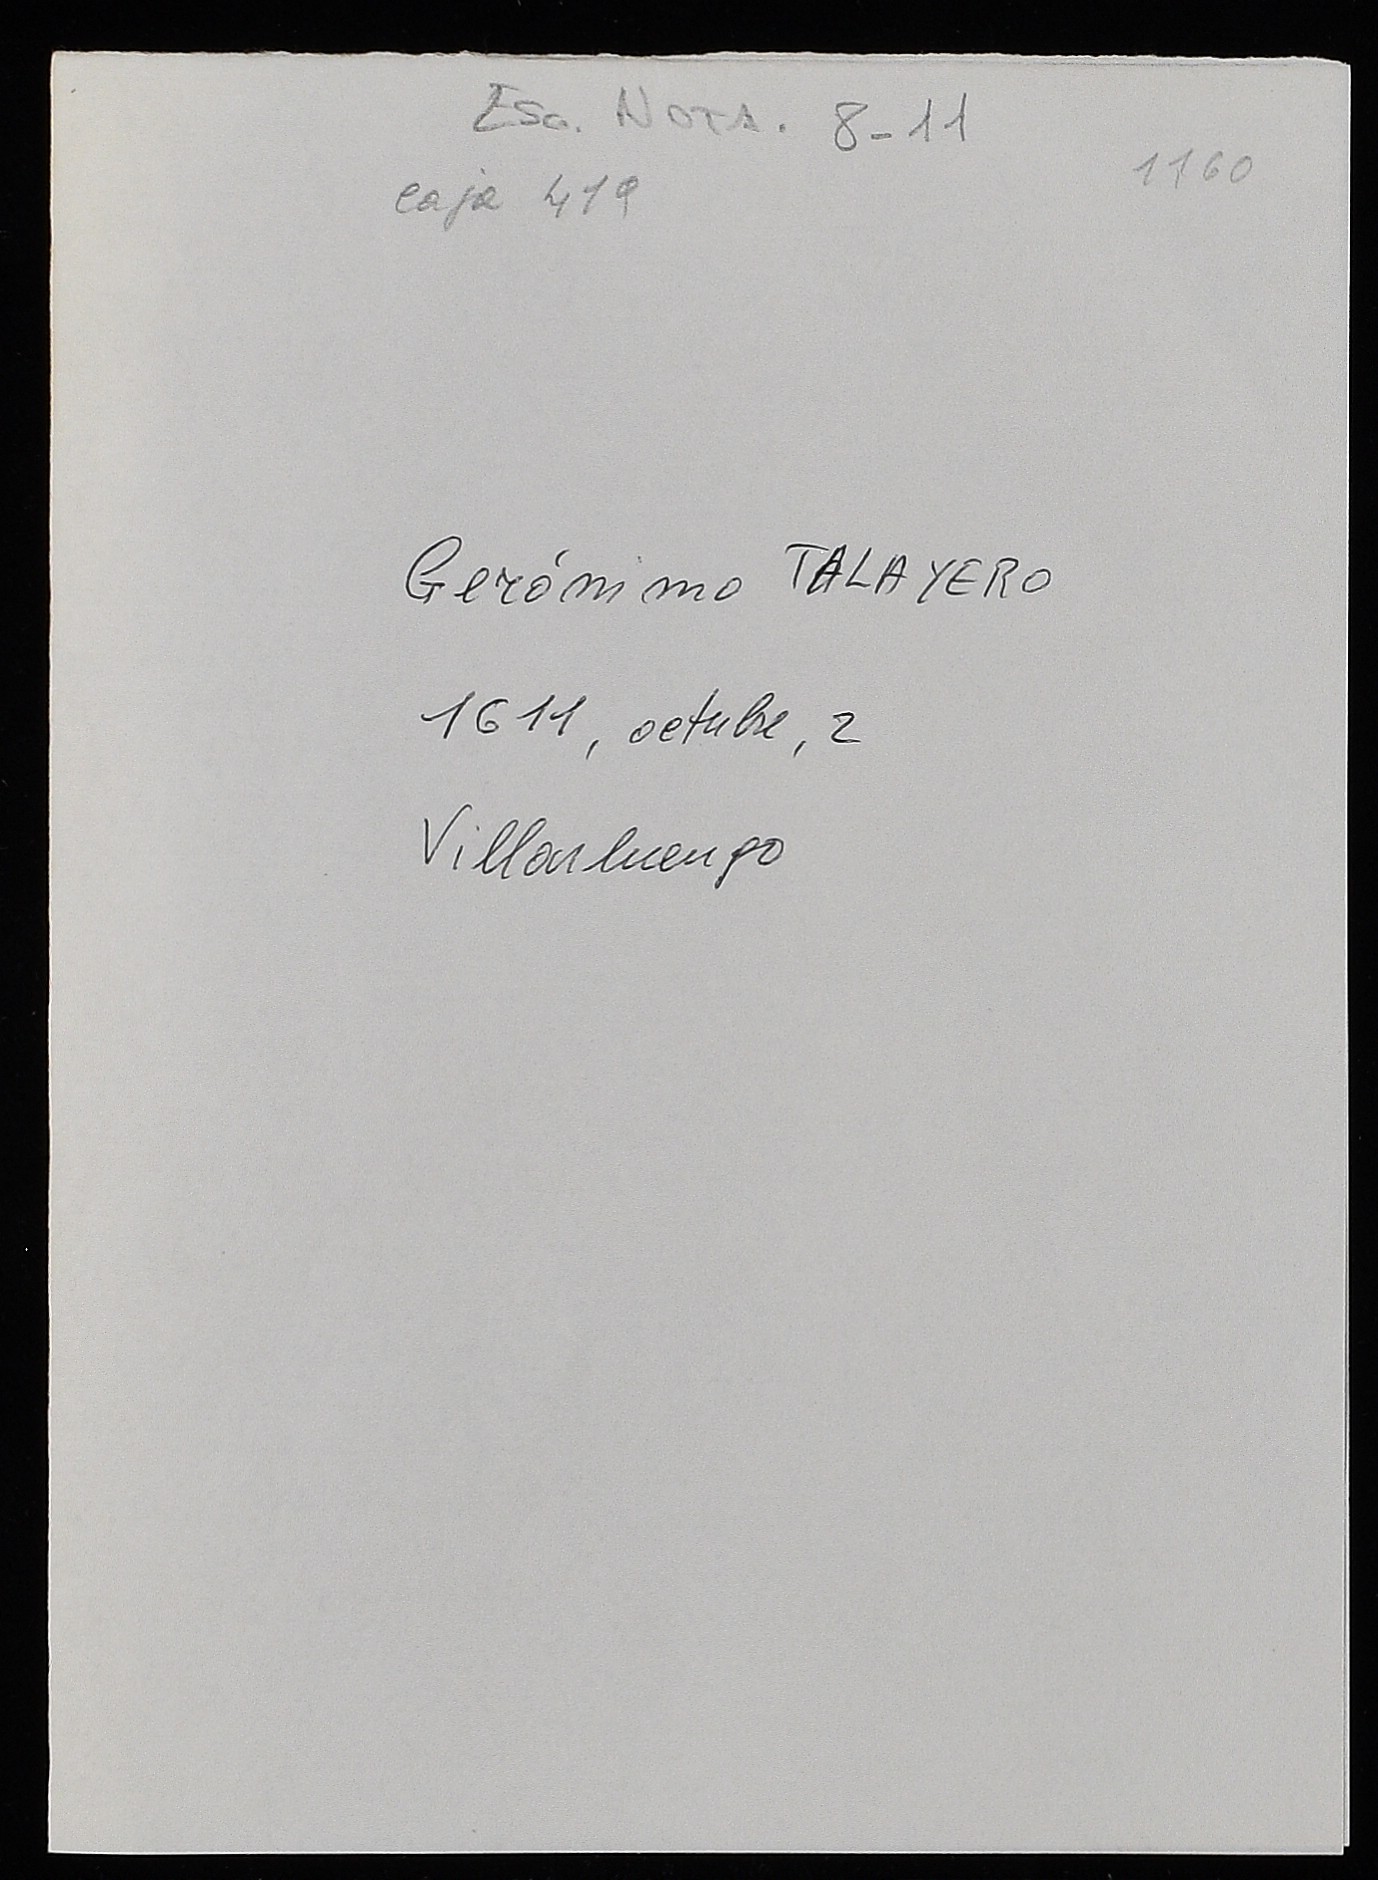 Esc. NOTA. 8-11
1160
caja 419
Gerónimo TALAYERO
1611, octubre, 2
Villarluengo